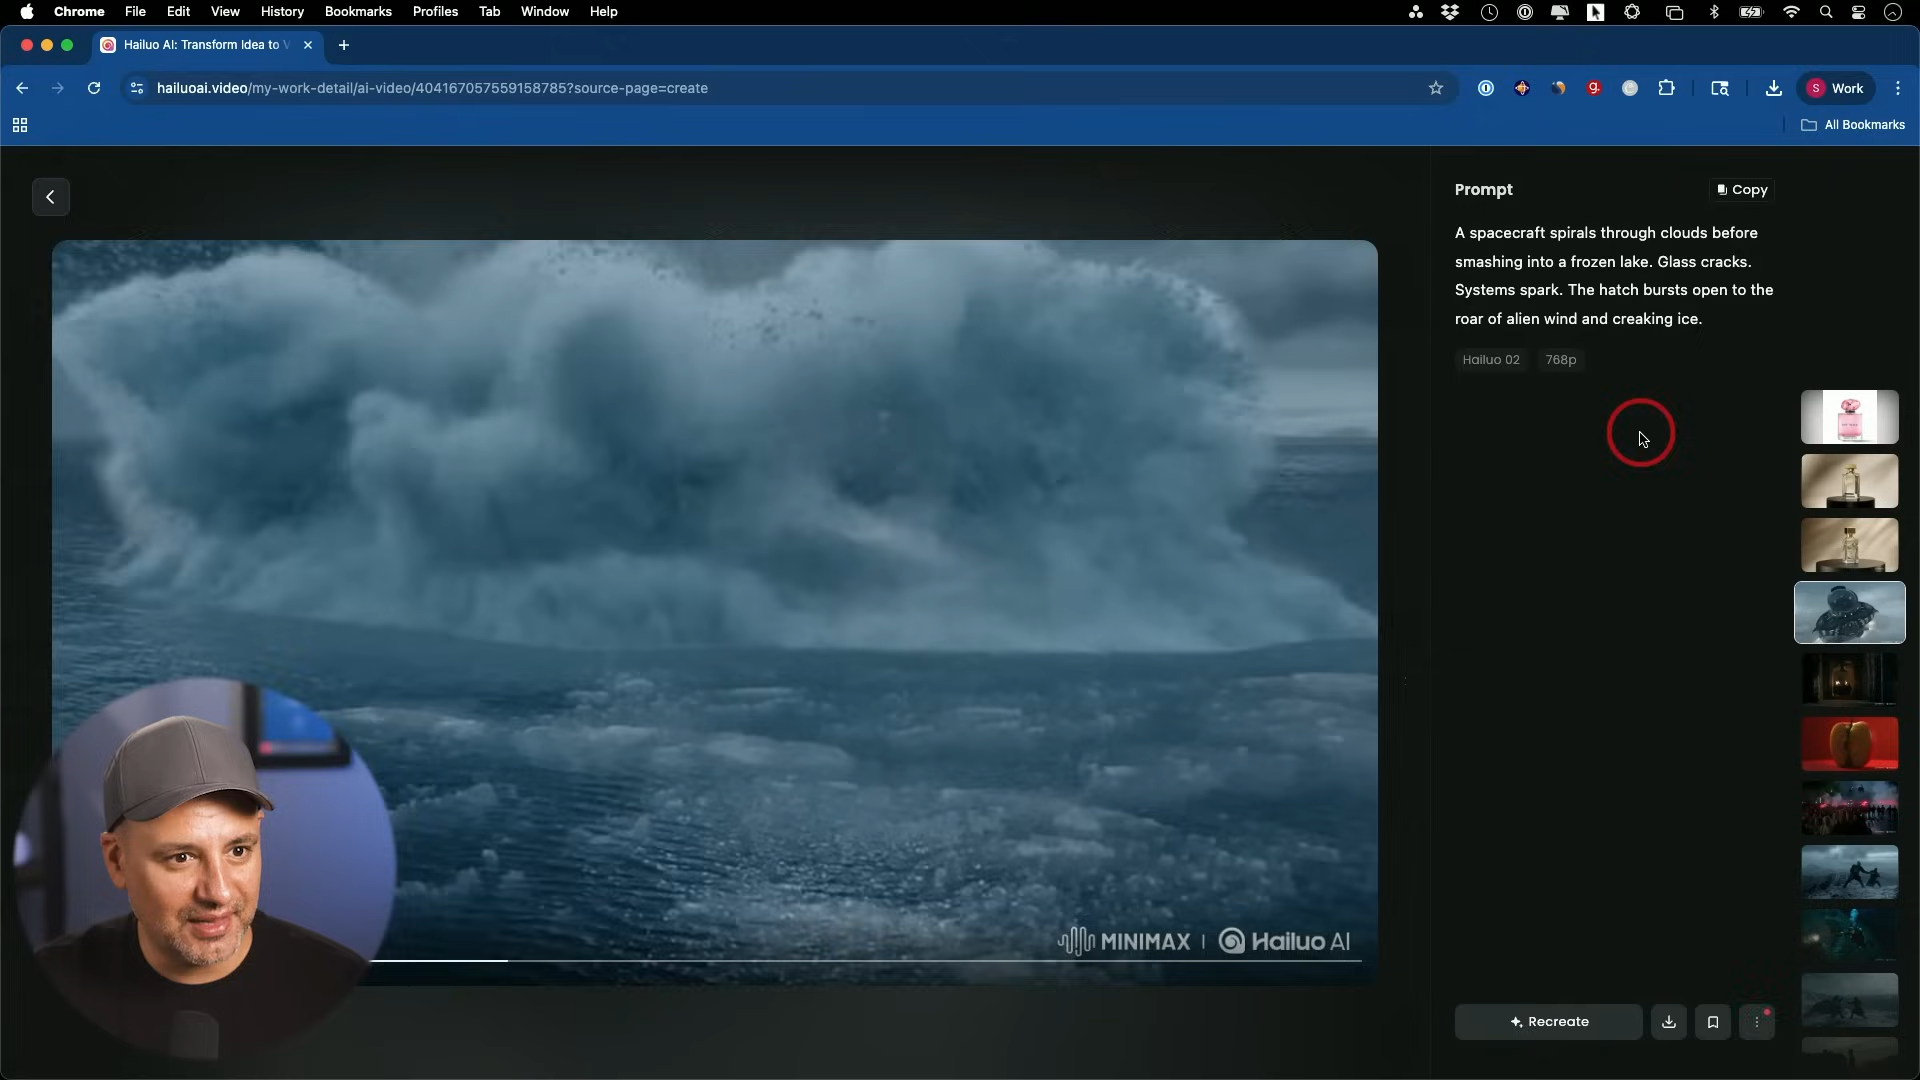 Chrome File Edit View History Bookmarks Profiles Tab Window Help
Hailuo AI: Transform Idea to V
hailuoai.video/my-work-detail/ai-video/404167057559158785?source-page=create
g.
S Work
All Bookmarks
Prompt
Copy
A spacecraft spirals through clouds before
smashing into a frozen lake. Glass cracks.
Systems spark. The hatch bursts open to the
roar of alien wind and creaking ice.
Hailuo 02 768p
MINIMAX | Hailuo AI
Recreate